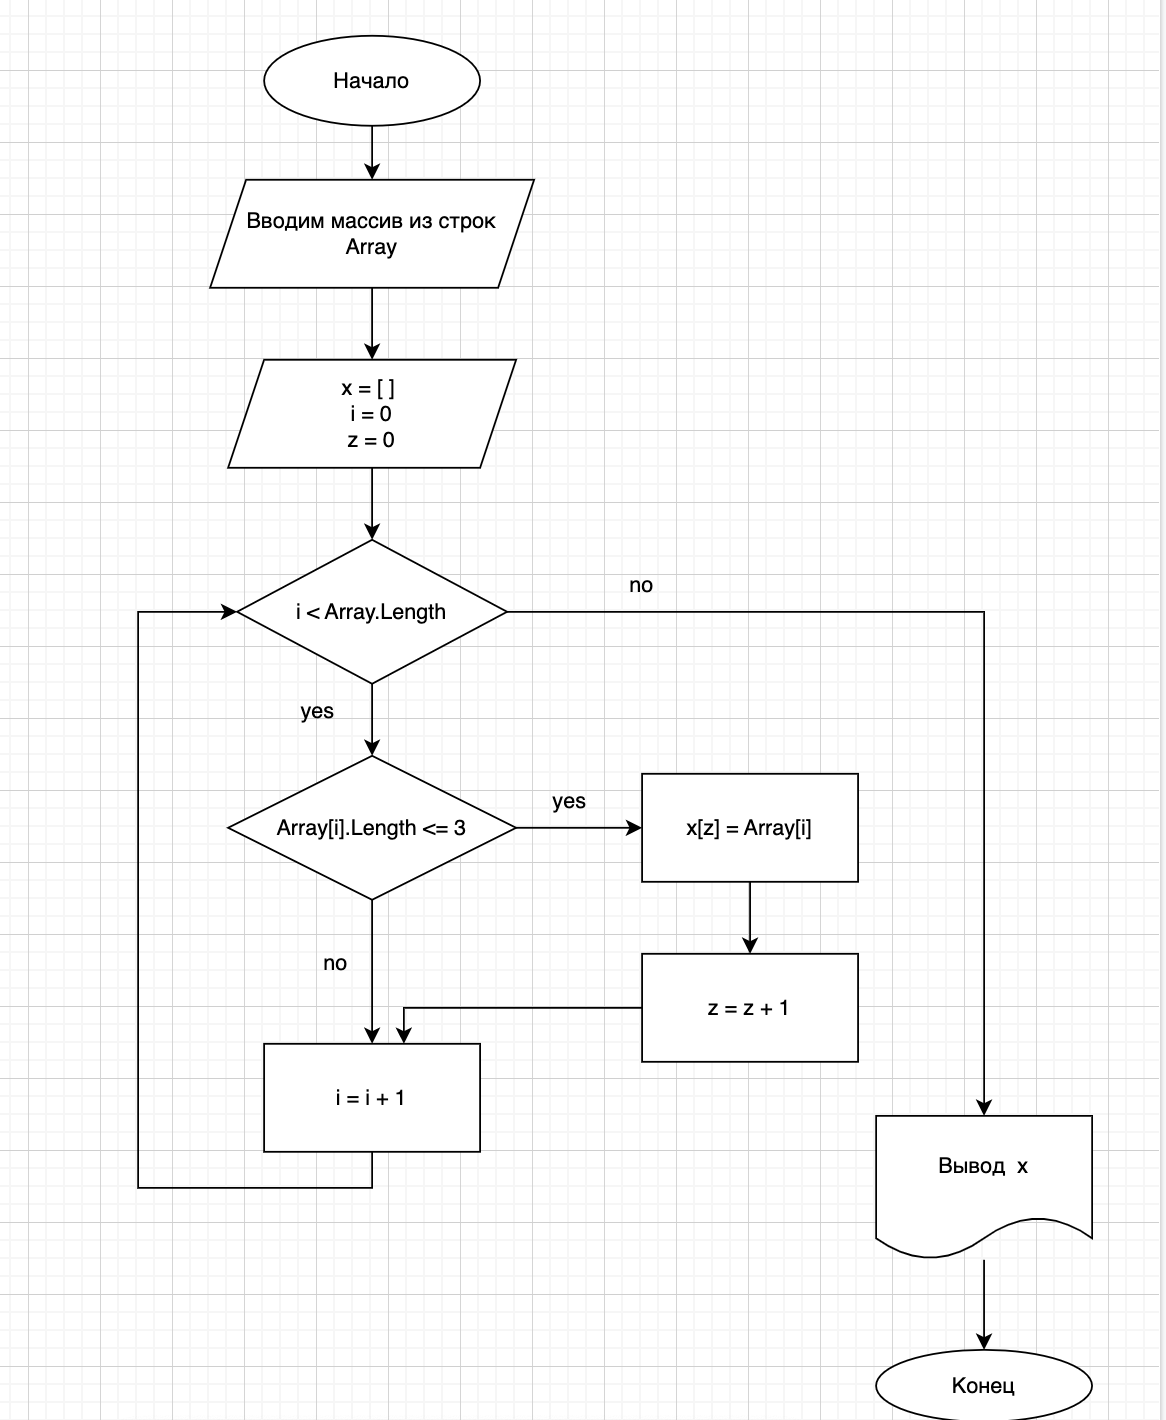 Начало
Вводим массив из строк
Array
x = [ ]
i = 0
z = 0
i < Array.Length
no
yes
Array[i].Length <= 3
yes
x[z] = Array[i]
no
z = z + 1
i = i + 1
Вывод x
Конец